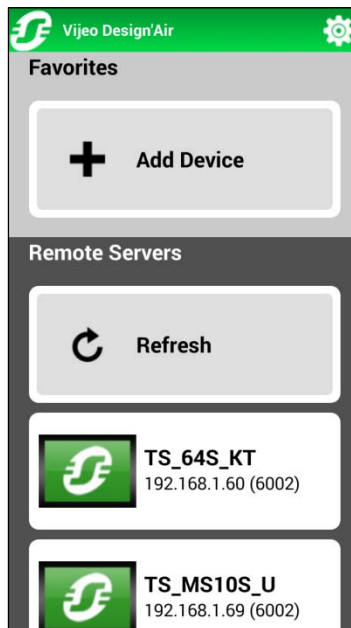 Vijeo Design'Air
Favorites
Add Device
Remote Servers
Refresh
TS_64S_KT
192.168.1.60 (6002)
TS_MS10S_U
192.168.1.69 (6002)